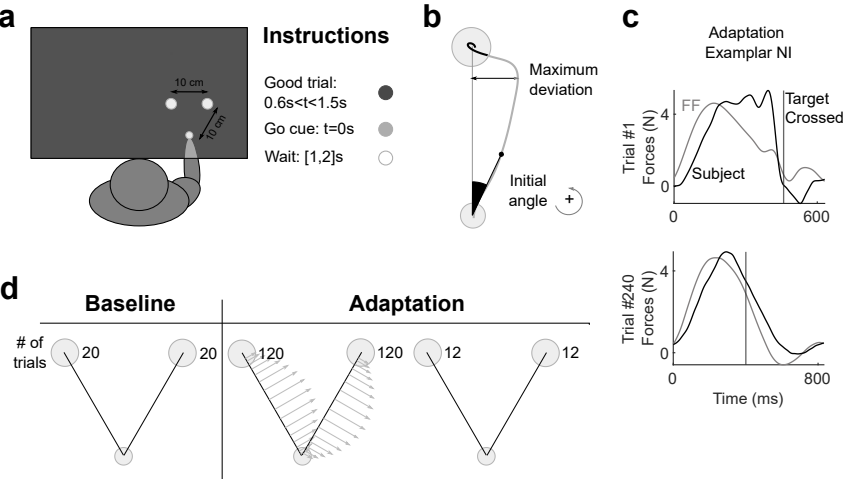 a
10 cm
10 cm
Instructions
Good trial:
0.6s<t<1.5s
Go cue: t=0s
Wait: [1,2]s
b
Maximum
deviation
Initial
angle
+
c
Adaptation
Examplar NI
Trial #1
Forces (N)
4
0
FF
Subject
Target
Crossed
0
600
Trial #240
Forces (N)
4
0
0
800
Time (ms)
d
Baseline
Adaptation
# of
trials
20
20
120
120
12
12